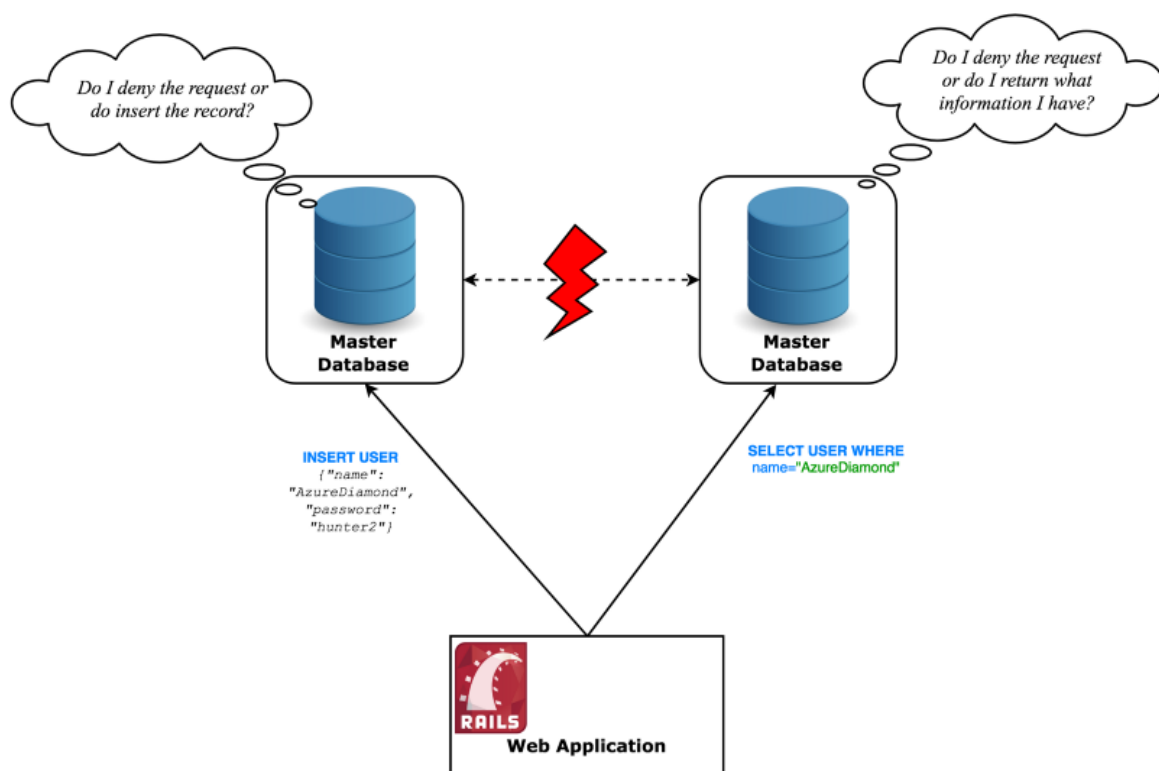 Do I deny the request or
do insert the record?
Do I deny the request
or do I return what
information I have?
Master
Database
Master
Database
INSERT USER
{"name":
"AzureDiamond",
"password":
"hunter2"}
SELECT USER WHERE
name="AzureDiamond"
RAILS
Web Application